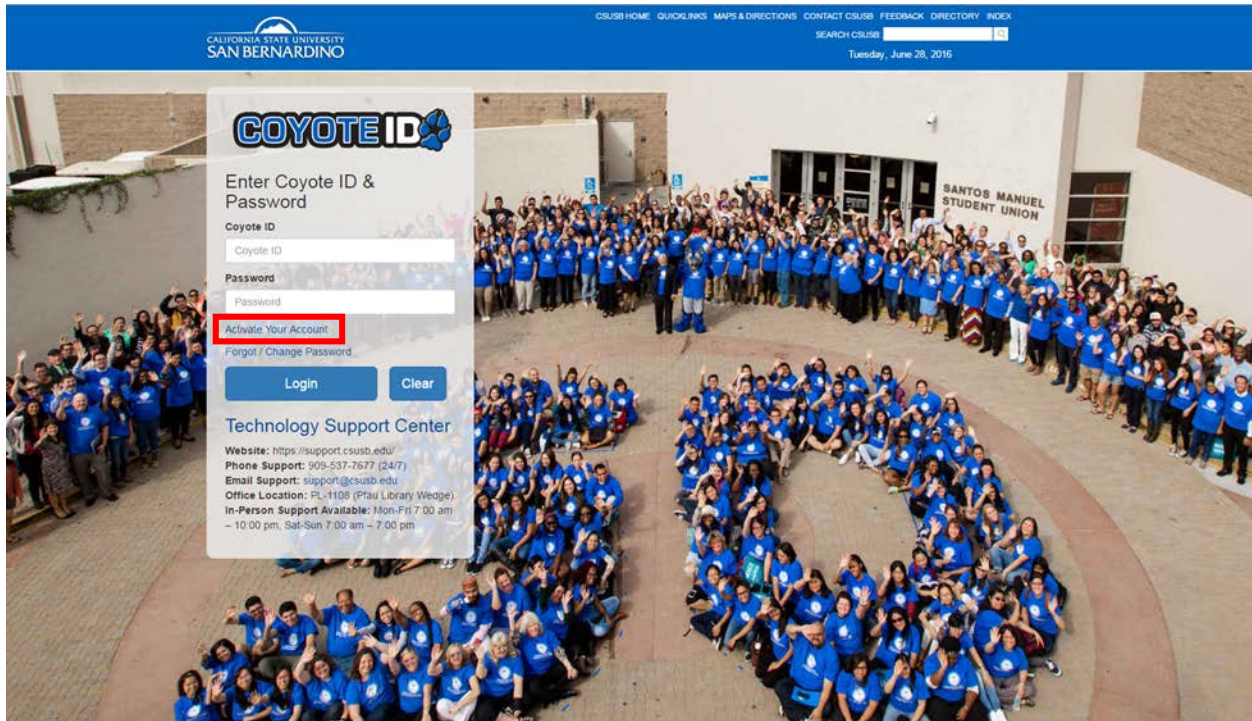 CALIFORNIA STATE UNIVERSITY
SAN BERNARDINO
CSUSB HOME QUICKLINKS MAPS & DIRECTIONS CONTACT CSUSB FEEDBACK DIRECTORY INDEX
SEARCH CSUSB:
Tuesday, June 28, 2016
COYOTE ID
Enter Coyote ID &
Password
Coyote ID
Coyote ID
Password
Password
Activate Your Account
Forgot / Change Password
Login Clear
Technology Support Center
Website: https://support.csusb.edu/
Phone Support: 909-537-7677 (24/7)
Email Support: support@csusb.edu
Office Location: PL-1108 (Pfau Library Wedge)
In-Person Support Available: Mon-Fri 7:00 am
– 10:00 pm, Sat-Sun 7:00 am – 7:00 pm
SANTOS MANUEL
STUDENT UNION